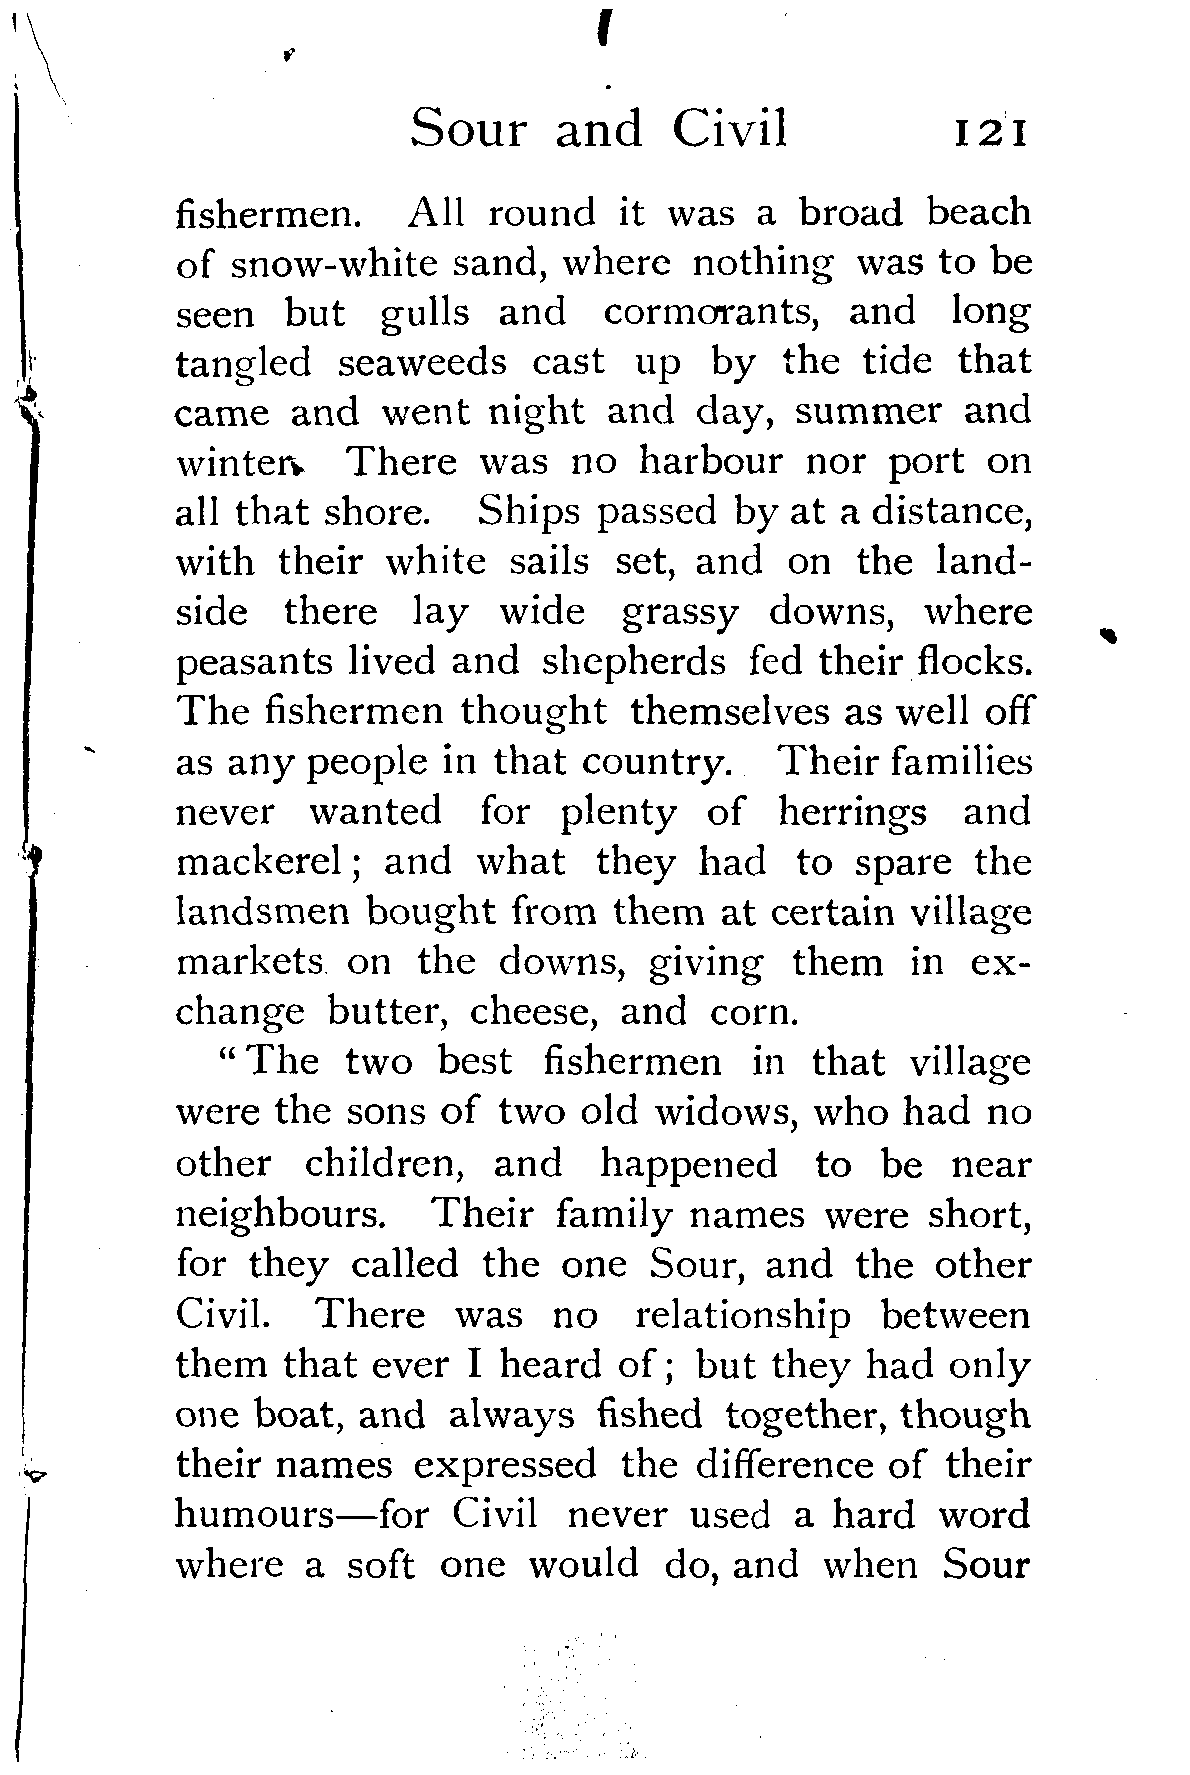 Sour and Civil 121
fishermen. All round it was a broad beach
of snow-white sand, where nothing was to be
seen but gulls and cormorants, and long
tangled seaweeds cast up by the tide that
came and went night and day, summer and
winter. There was no harbour nor port on
all that shore. Ships passed by at a distance,
with their white sails set, and on the land-
side there lay wide grassy downs, where
peasants lived and shepherds fed their flocks.
The fishermen thought themselves as well off
as any people in that country. Their families
never wanted for plenty of herrings and
mackerel; and what they had to spare the
landsmen bought from them at certain village
markets on the downs, giving them in ex-
change butter, cheese, and corn.
"The two best fishermen in that village
were the sons of two old widows, who had no
other children, and happened to be near
neighbours. Their family names were short,
for they called the one Sour, and the other
Civil. There was no relationship between
them that ever I heard of; but they had only
one boat, and always fished together, though
their names expressed the difference of their
humours—for Civil never used a hard word
where a soft one would do, and when Sour